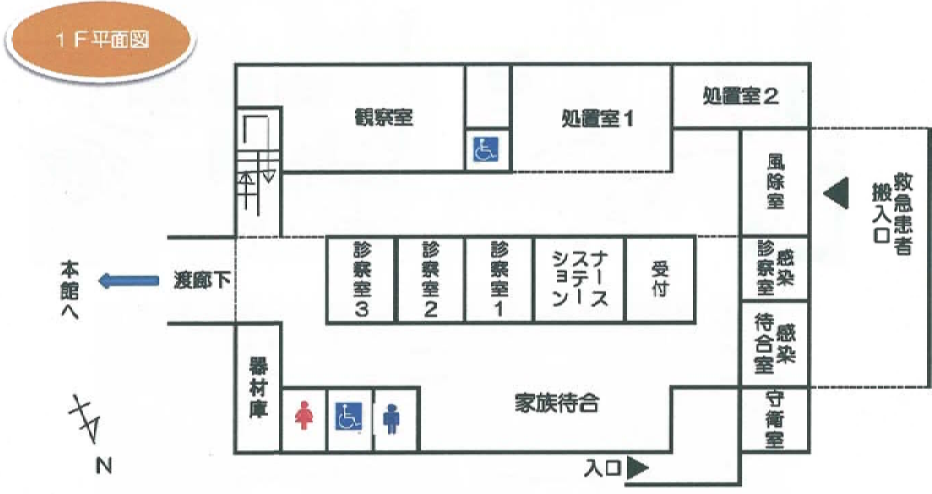 １Ｆ平面図
観察室
処置室１
処置室２
風除室
救急患者
搬入口
本館へ
渡廊下
診察室３
診察室２
診察室１
ナース
ステー
ション
受付
感染
診察室
感染
待合室
器材庫
家族待合
守衛室
入口
N